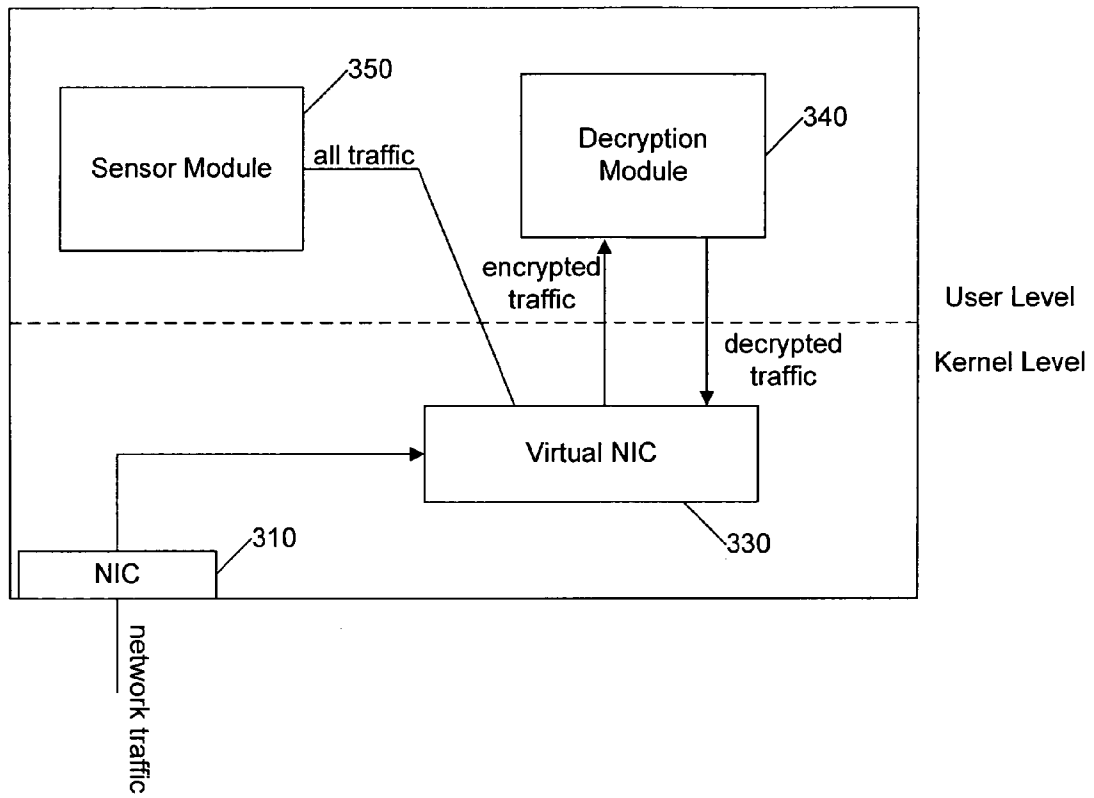 350
340
Sensor Module
Decryption
Module
all traffic
encrypted
traffic
User Level
decrypted
traffic
Kernel Level
Virtual NIC
330
310
NIC
network traffic